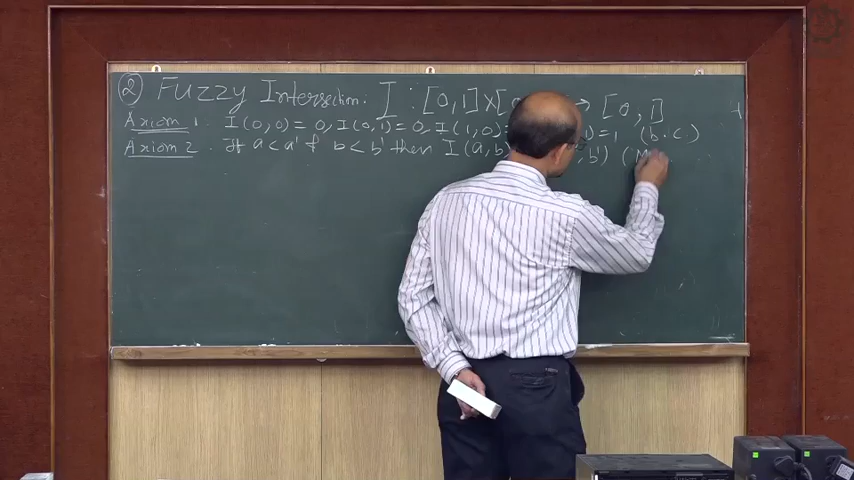 ② Fuzzy Intersection. I : [0,1]X[0 → [0, 1]
Axiom 1. I(0,0) = 0, I(0,1) = 0, I(1,0) = )=1 (b.c.)
Axiom 2. If a<a' & b<b' then I(a,b) ,b') (M